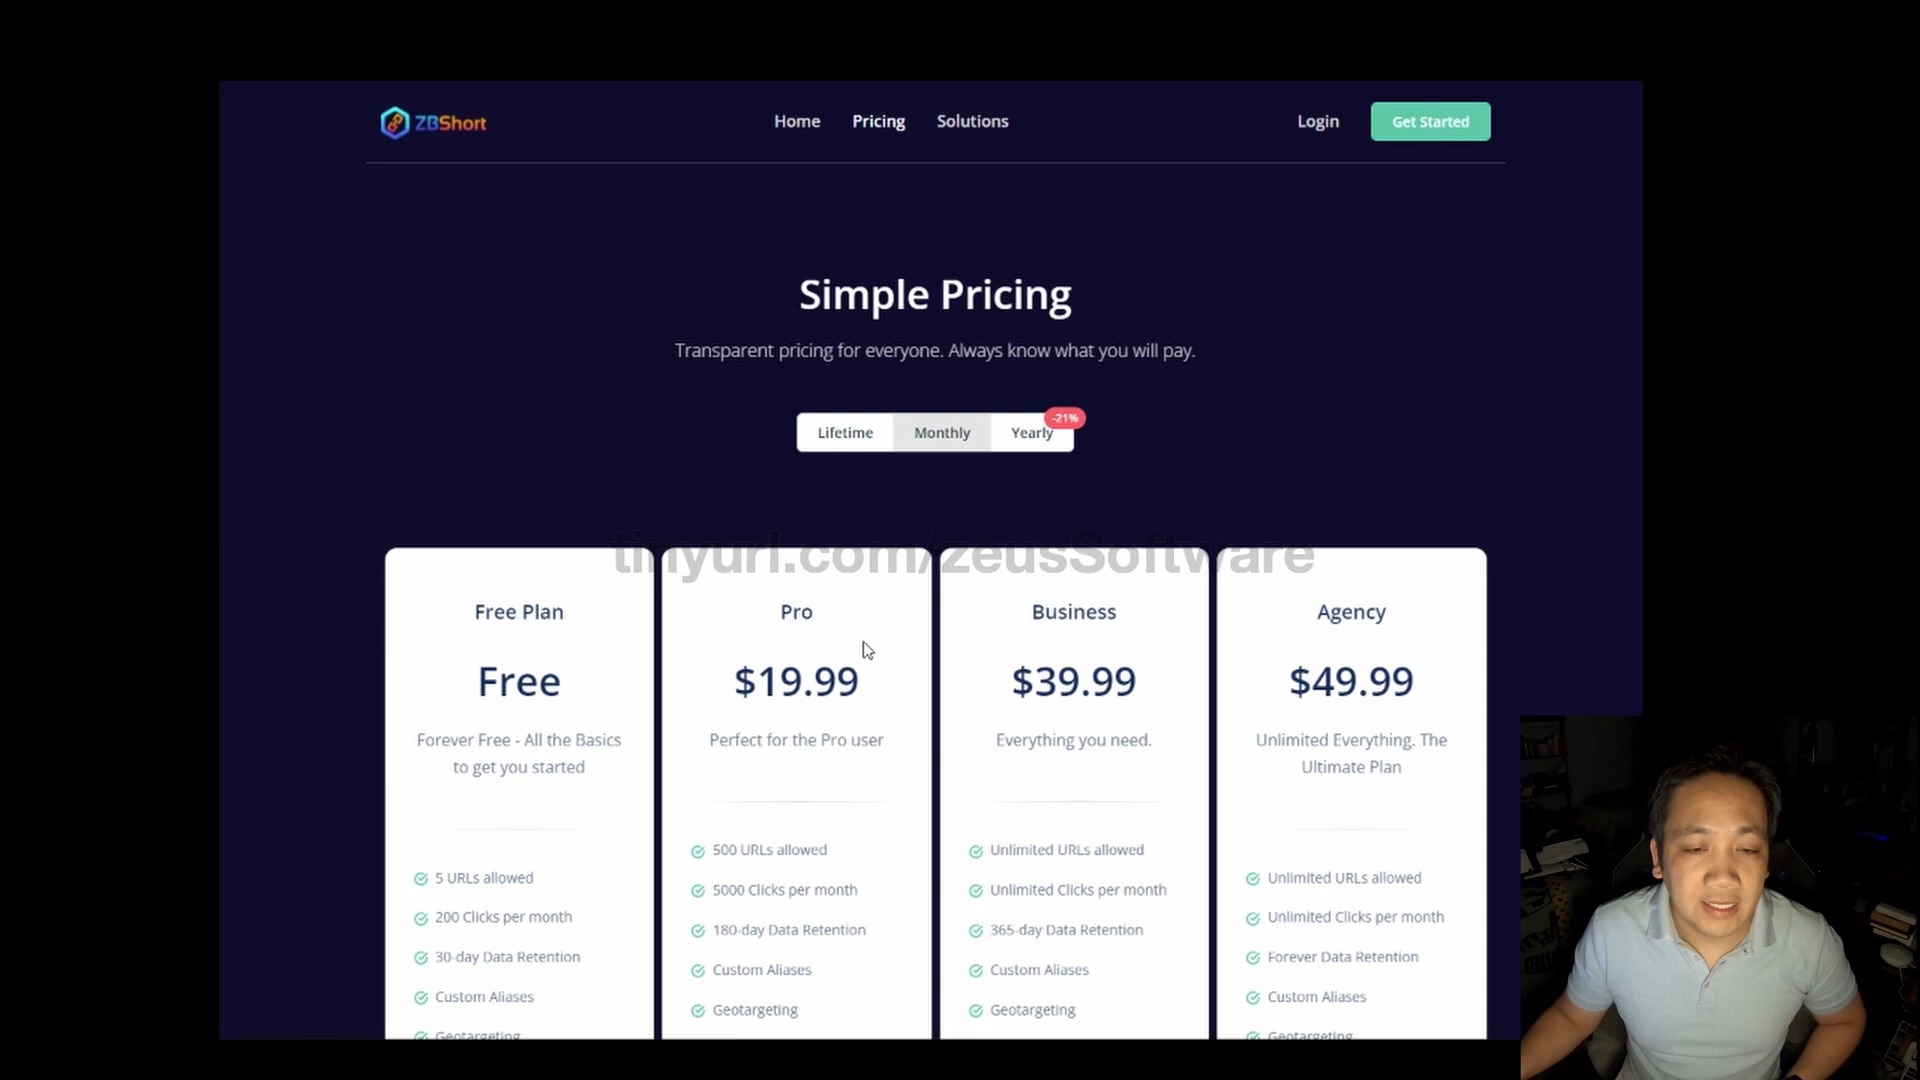 ZBShort
Home Pricing Solutions
Login Get Started
Simple Pricing
Transparent pricing for everyone. Always know what you will pay.
Lifetime Monthly Yearly -21%
tinyurl.com/zeusSoftware
Free Plan
Free
Forever Free - All the Basics
to get you started
5 URLs allowed
200 Clicks per month
30-day Data Retention
Custom Aliases
Geotargeting
Pro
$19.99
Perfect for the Pro user
500 URLs allowed
5000 Clicks per month
180-day Data Retention
Custom Aliases
Geotargeting
Business
$39.99
Everything you need.
Unlimited URLs allowed
Unlimited Clicks per month
365-day Data Retention
Custom Aliases
Geotargeting
Agency
$49.99
Unlimited Everything. The
Ultimate Plan
Unlimited URLs allowed
Unlimited Clicks per month
Forever Data Retention
Custom Aliases
Geotargeting